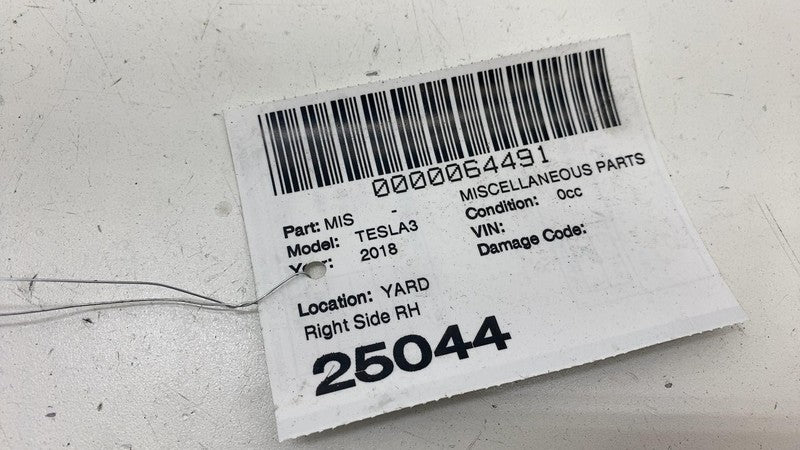 0000064491
Part: MIS - MISCELLANEOUS PARTS
Model: TESLA3 Condition: 0cc
Year: 2018 VIN:
Damage Code:
Location: YARD
Right Side RH
25044